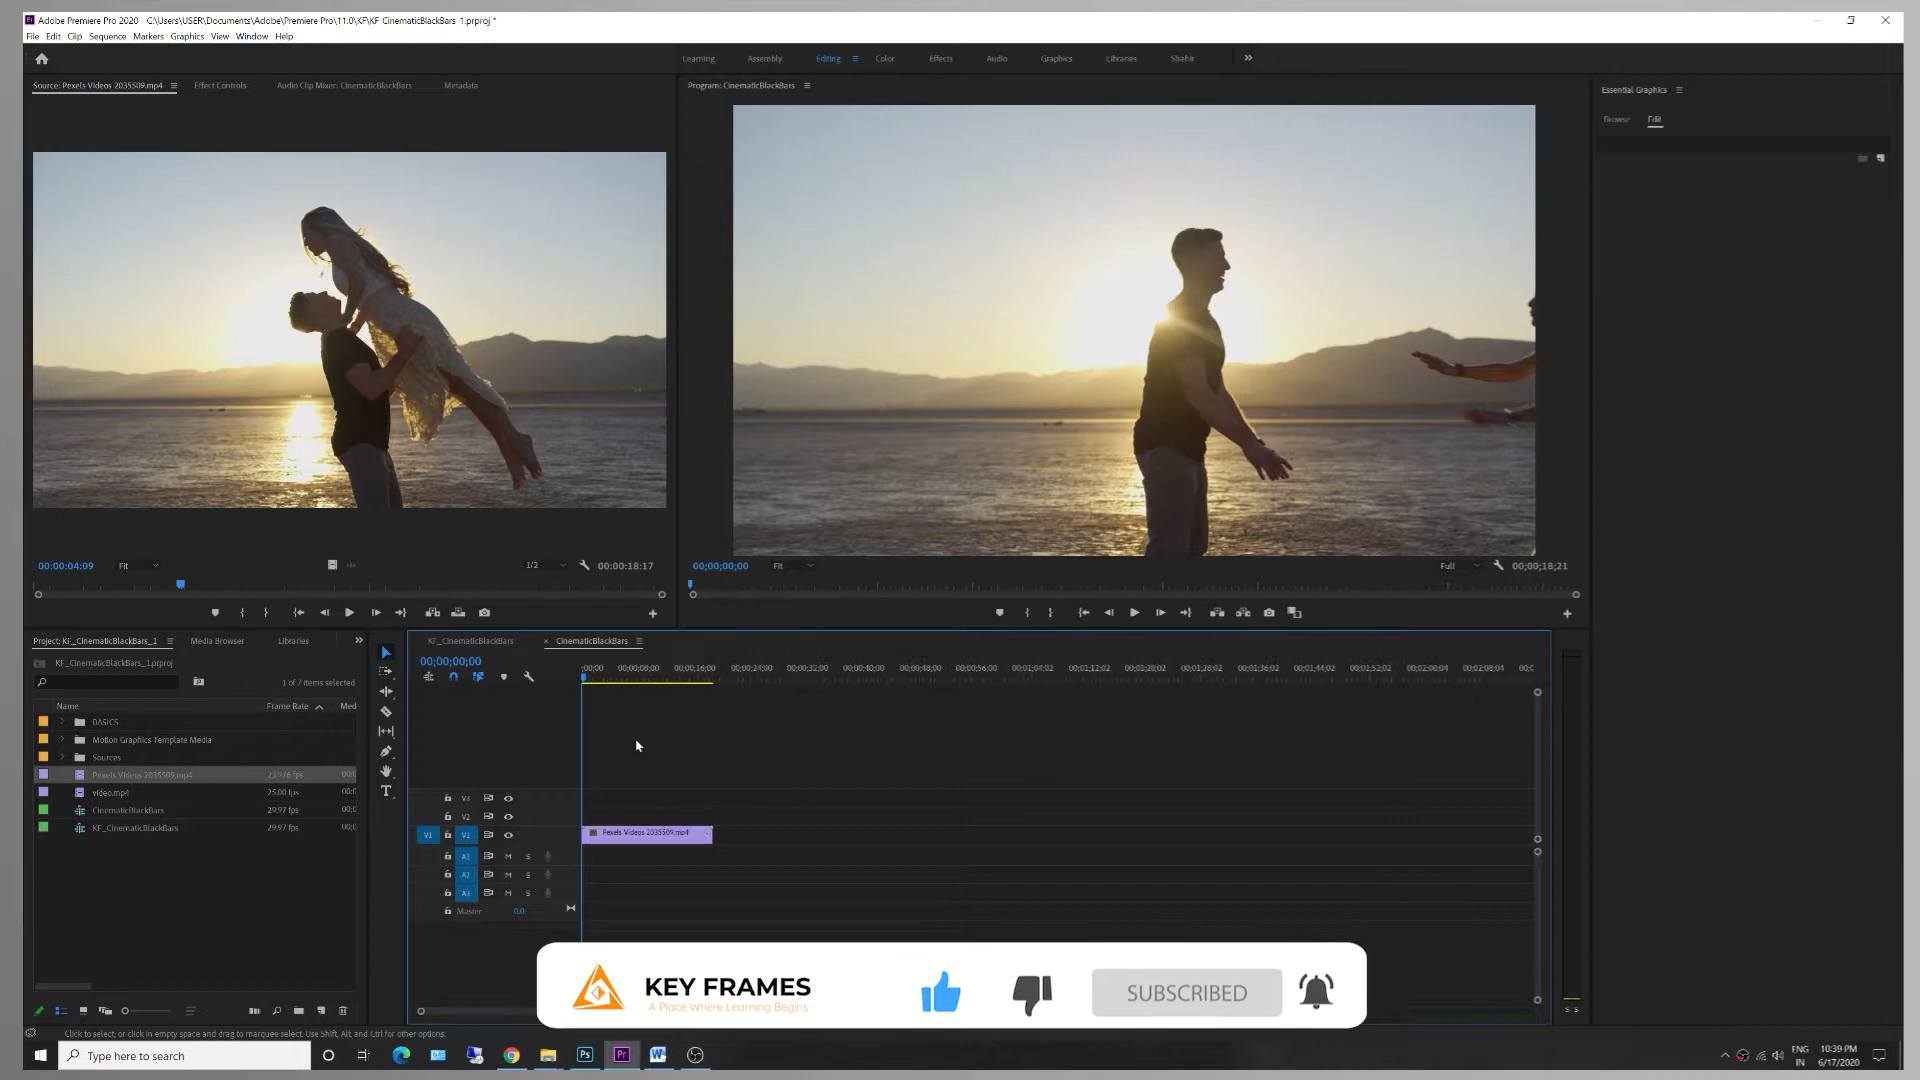 Adobe Premiere Pro 2020 - C:\Users\USER\Documents\Adobe\Premiere Pro\11.0\KF\KF_CinematicBlackBars_1.prproj *
File Edit Clip Sequence Markers Graphics View Window Help
Learning Assembly Editing Color Effects Audio Graphics Libraries Shahir
Source: Pexels Videos 2035509.mp4 Effect Controls Audio Clip Mixer: CinematicBlackBars Metadata
Program: CinematicBlackBars
Essential Graphics
Browse Edit
00:00:04:09 Fit 1/2 00:00:18:17
00;00;00;00 Fit Full 00;00;18;21
Project: KF_CinematicBlackBars_1 Media Browser Libraries
KF_CinematicBlackBars_1.prproj
1 of 7 items selected
Name Frame Rate Med
BASICS
Motion Graphics Template Media
Sources
Pexels Videos 2035509.mp4 23.976 fps 00:0
video.mp4 25.00 fps 00:0
CinematicBlackBars 29.97 fps 00;0
KF_CinematicBlackBars 29.97 fps 00;0
KF_CinematicBlackBars × CinematicBlackBars
00;00;00;00
;00;00 00;00;08;00 00;00;16;00 00;00;24;00 00;00;32;00 00;00;40;00 00;00;48;00 00;00;56;00 00;01;04;02 00;01;12;02 00;01;20;02 00;01;28;02 00;01;36;02 00;01;44;02 00;01;52;02 00;02;00;04 00;02;08;04 00;0
V3
V2
V1 V1 Pexels Videos 2035509.mp4
A1 M S
A2 M S
A3 M S
Master 0.0
S S
KEY FRAMES
A Place Where Learning Begins
SUBSCRIBED
Click to select, or click in empty space and drag to marquee select. Use Shift, Alt, and Ctrl for other options.
Type here to search
Ps Pr W
ENG
IN
10:39 PM
6/17/2020